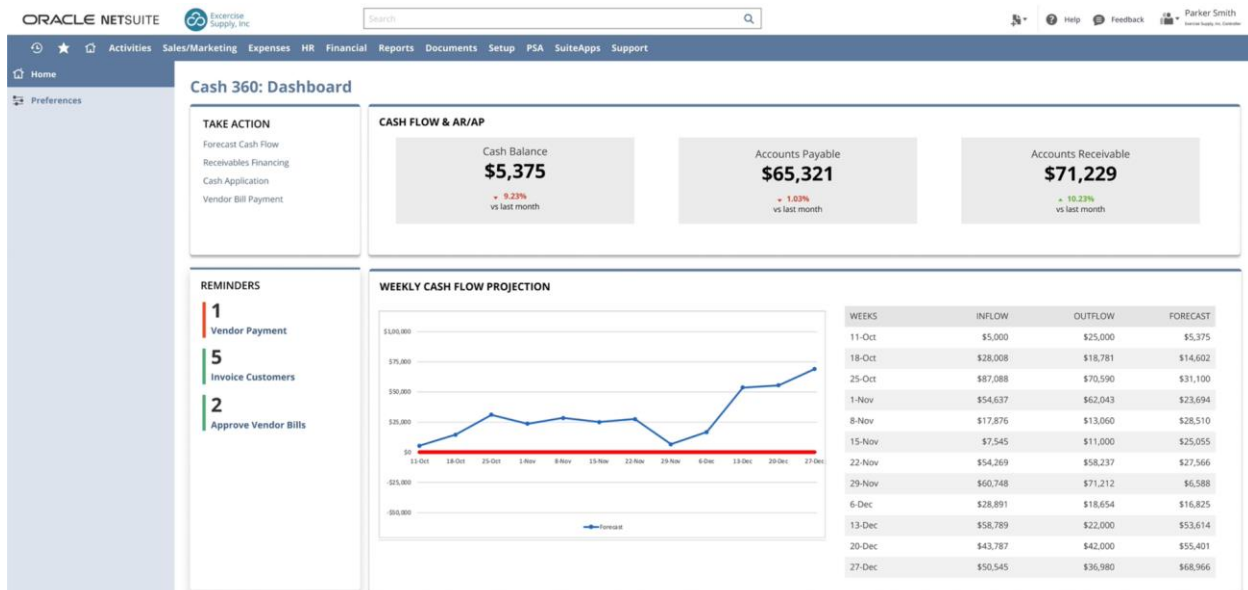 ORACLE NETSUITE
Excercise
Supply, Inc
Search
Help
Feedback
Parker Smith
Activities Sales/Marketing Expenses HR Financial Reports Documents Setup PSA SuiteApps Support
Home
Preferences
Cash 360: Dashboard
TAKE ACTION
Forecast Cash Flow
Receivables Financing
Cash Application
Vendor Bill Payment
CASH FLOW & AR/AP
Cash Balance
$5,375
9.23%
vs last month
Accounts Payable
$65,321
1.03%
vs last month
Accounts Receivable
$71,229
10.23%
vs last month
REMINDERS
1
Vendor Payment
5
Invoice Customers
2
Approve Vendor Bills
WEEKLY CASH FLOW PROJECTION
$1,00,000
$75,000
$50,000
$25,000
$0
-$25,000
-$50,000
11-Oct 18-Oct 25-Oct 1-Nov 8-Nov 15-Nov 22-Nov 29-Nov 6-Dec 13-Dec 20-Dec 27-Dec
Forecast
WEEKS INFLOW OUTFLOW FORECAST
11-Oct $5,000 $25,000 $5,375
18-Oct $28,008 $18,781 $14,602
25-Oct $87,088 $70,590 $31,100
1-Nov $54,637 $62,043 $23,694
8-Nov $17,876 $13,060 $28,510
15-Nov $7,545 $11,000 $25,055
22-Nov $54,269 $58,237 $27,566
29-Nov $60,748 $71,212 $6,588
6-Dec $28,891 $18,654 $16,825
13-Dec $58,789 $22,000 $53,614
20-Dec $43,787 $42,000 $55,401
27-Dec $50,545 $36,980 $68,966